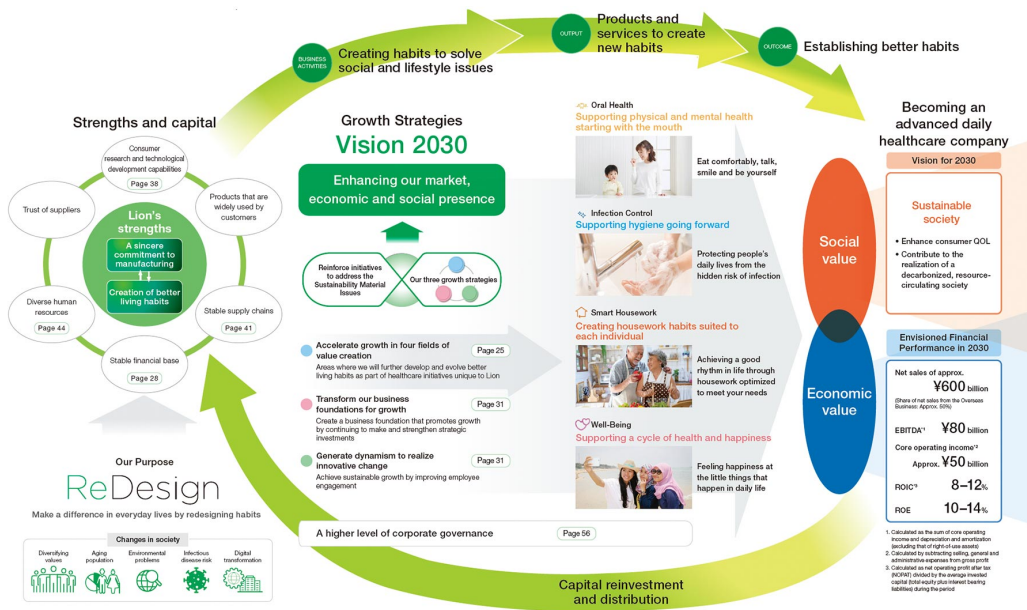 BUSINESS
ACTIVITIES
Creating habits to solve
social and lifestyle issues
OUTPUT
Products and
services to create
new habits
OUTCOME
Establishing better habits
Strengths and capital
Consumer
research and technological
development capabilities
Page 38
Trust of suppliers
Products that are
widely used by
customers
Lion's
strengths
A sincere
commitment to
manufacturing
Creation of better
living habits
Diverse human
resources
Page 44
Stable supply chains
Page 41
Stable financial base
Page 28
Our Purpose
ReDesign
Make a difference in everyday lives by redesigning habits
Changes in society
Diversifying
values
Aging
population
Environmental
problems
Infectious
disease risk
Digital
transformation
Growth Strategies
Vision 2030
Enhancing our market,
economic and social presence
Reinforce initiatives
to address the
Sustainability Material
Issues
Our three growth strategies
Accelerate growth in four fields of
value creation
Page 25
Areas where we will further develop and evolve better
living habits as part of healthcare initiatives unique to Lion
Transform our business
foundations for growth
Page 31
Create a business foundation that promotes growth
by continuing to make and strengthen strategic
investments
Generate dynamism to realize
innovative change
Page 31
Achieve sustainable growth by improving employee
engagement
A higher level of corporate governance
Page 56
Oral Health
Supporting physical and mental health
starting with the mouth
Eat comfortably, talk,
smile and be yourself
Infection Control
Supporting hygiene going forward
Protecting people's
daily lives from the
hidden risk of infection
Smart Housework
Creating housework habits suited to
each individual
Achieving a good
rhythm in life through
housework optimized
to meet your needs
Well-Being
Supporting a cycle of health and happiness
Feeling happiness at
the little things that
happen in daily life
Social
value
Economic
value
Becoming an
advanced daily
healthcare company
Vision for 2030
Sustainable
society
• Enhance consumer QOL
• Contribute to the
realization of a
decarbonized, resource-
circulating society
Envisioned Financial
Performance in 2030
Net sales of approx.
¥600 billion
(Share of net sales from the Overseas
Business: Approx. 50%)
EBITDA*1 ¥80 billion
Core operating income*2
Approx. ¥50 billion
ROIC*3 8–12%
ROE 10–14%
1. Calculated as the sum of core operating
income and depreciation and amortization
(excluding that of right-of-use assets)
2. Calculated by subtracting selling, general and
administrative expenses from gross profit
3. Calculated as net operating profit after tax
(NOPAT) divided by the average invested
capital (total equity plus interest bearing
liabilities) during the period
Capital reinvestment
and distribution